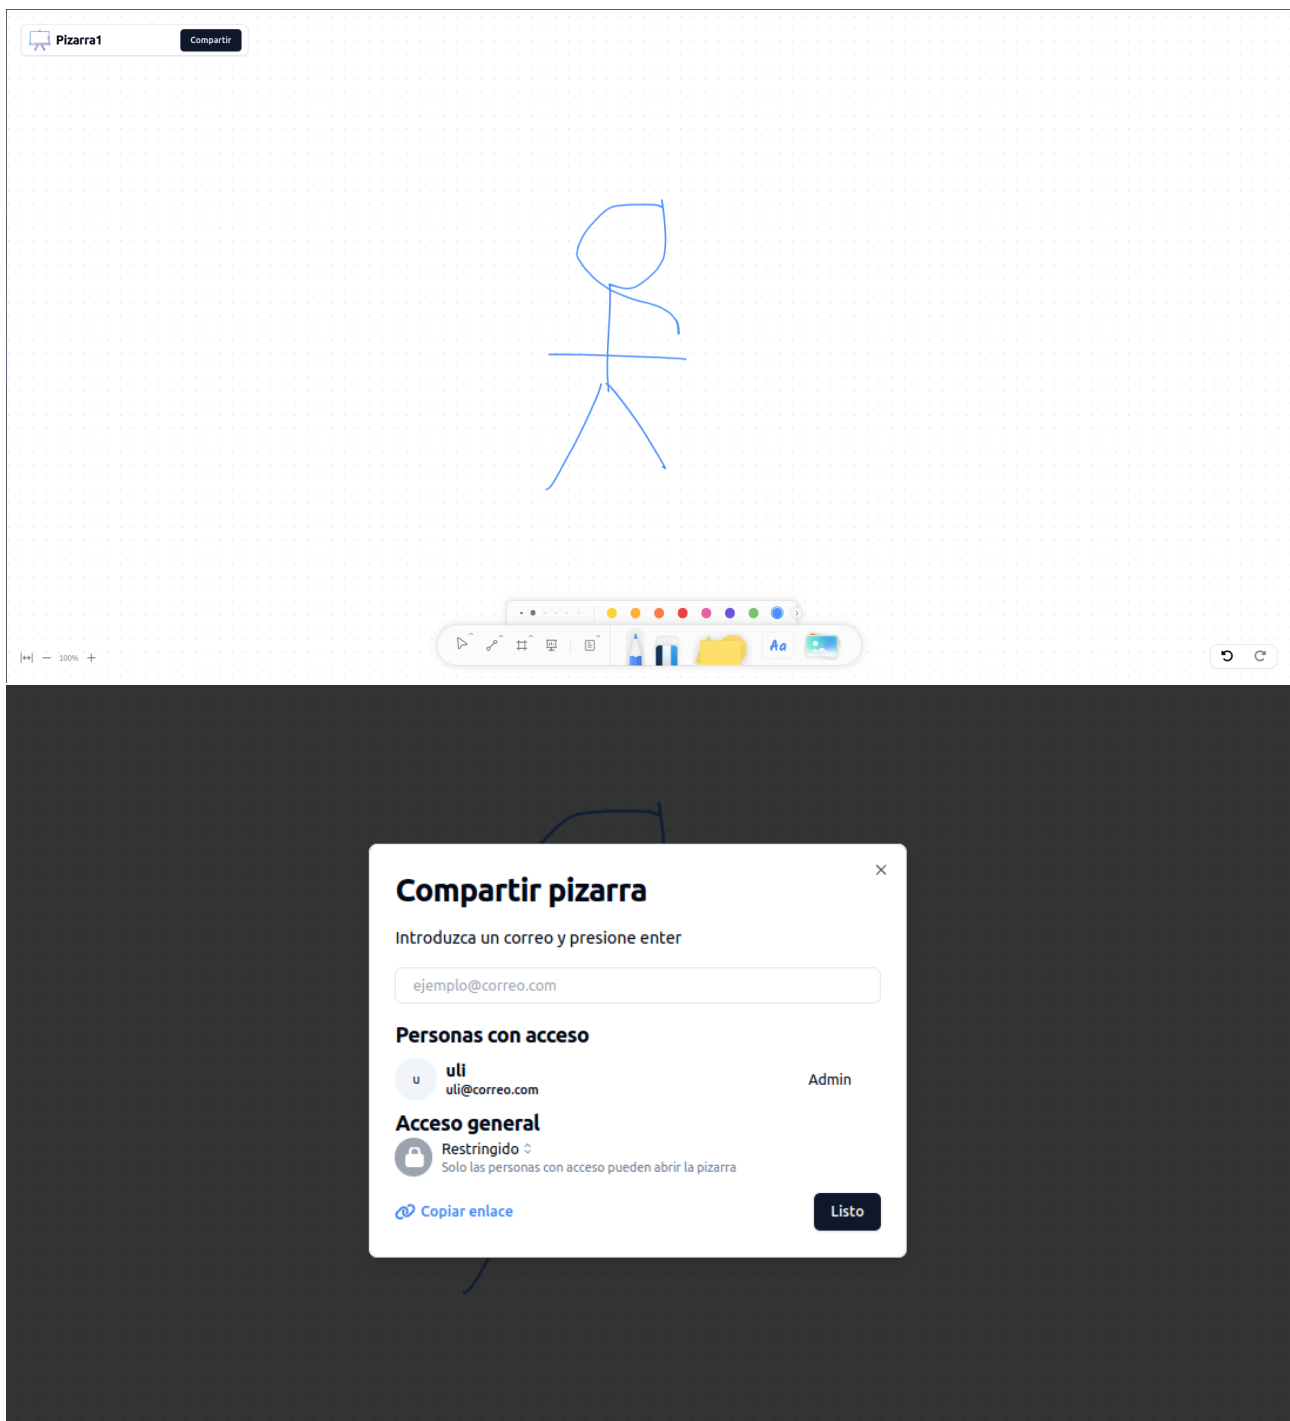 Pizarra1
Compartir
100%
Aa
Compartir pizarra
Introduzca un correo y presione enter
ejemplo@correo.com
Personas con acceso
u
uli
uli@correo.com
Admin
Acceso general
Restringido
Solo las personas con acceso pueden abrir la pizarra
Copiar enlace
Listo